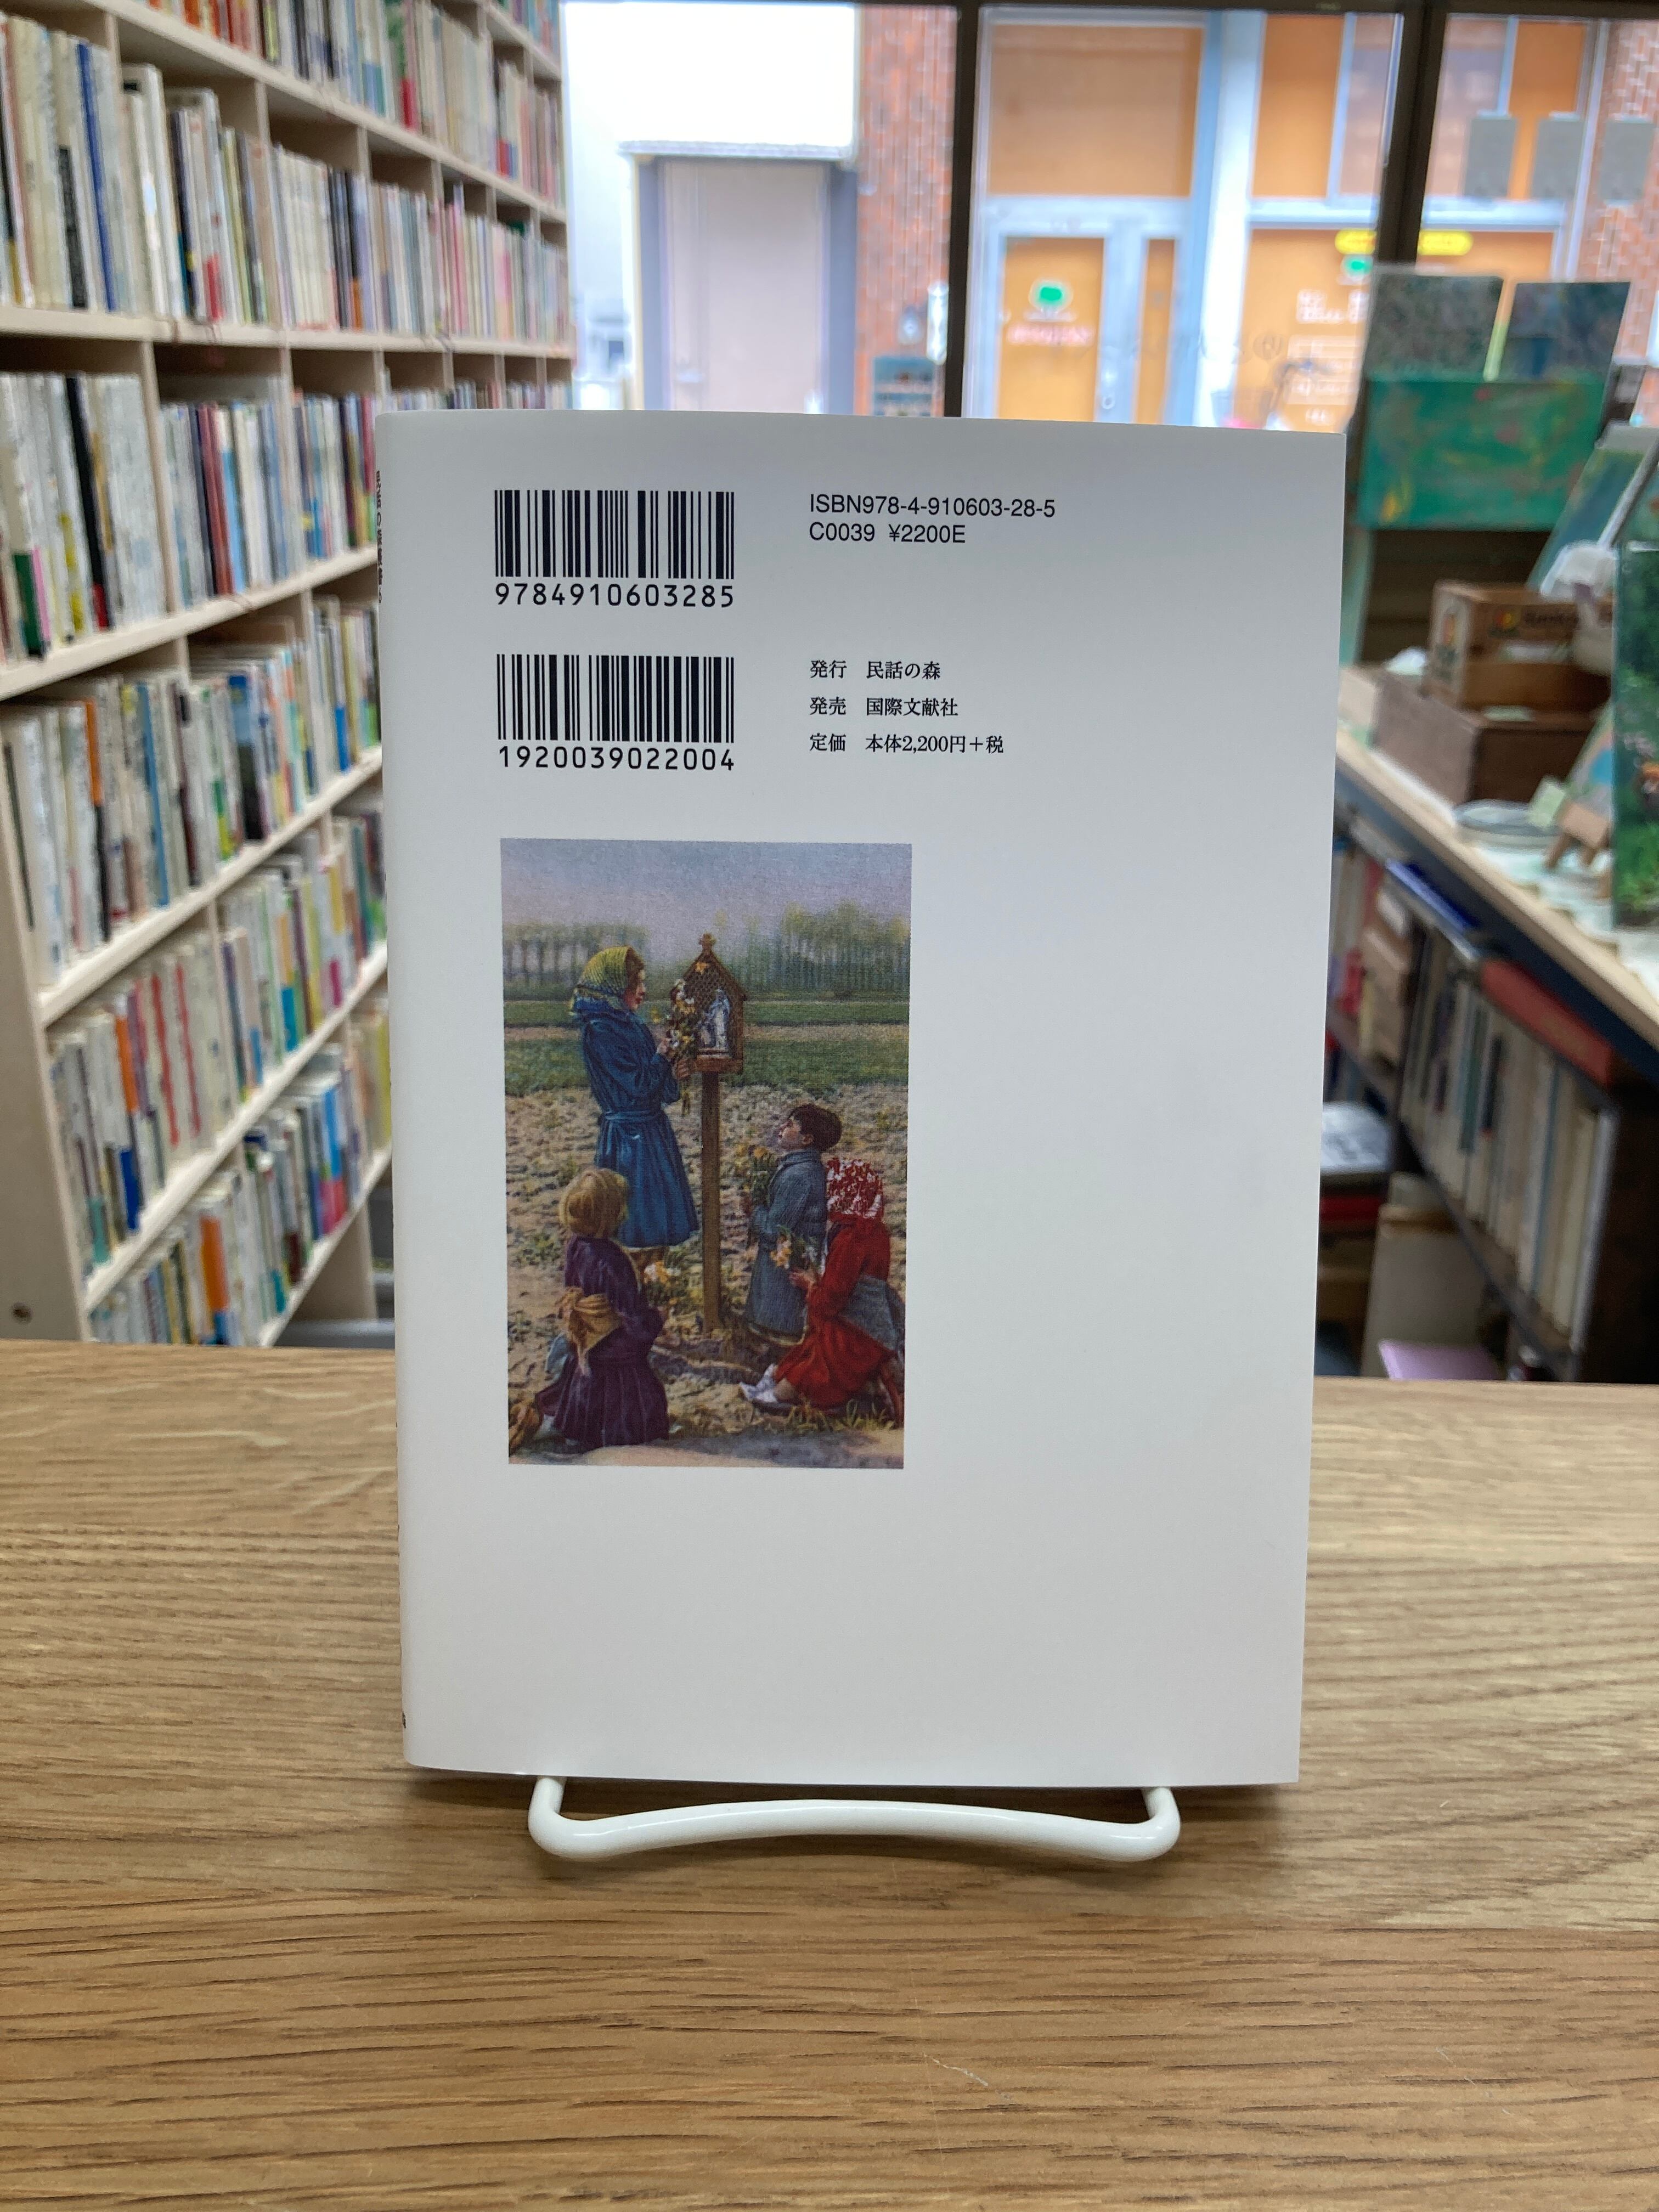 ISBN978-4-910603-28-5
C0039 ¥2200E
9784910603285
1920039022004
発行 民話の森
発売 国際文献社
定価 本体2,200円+税